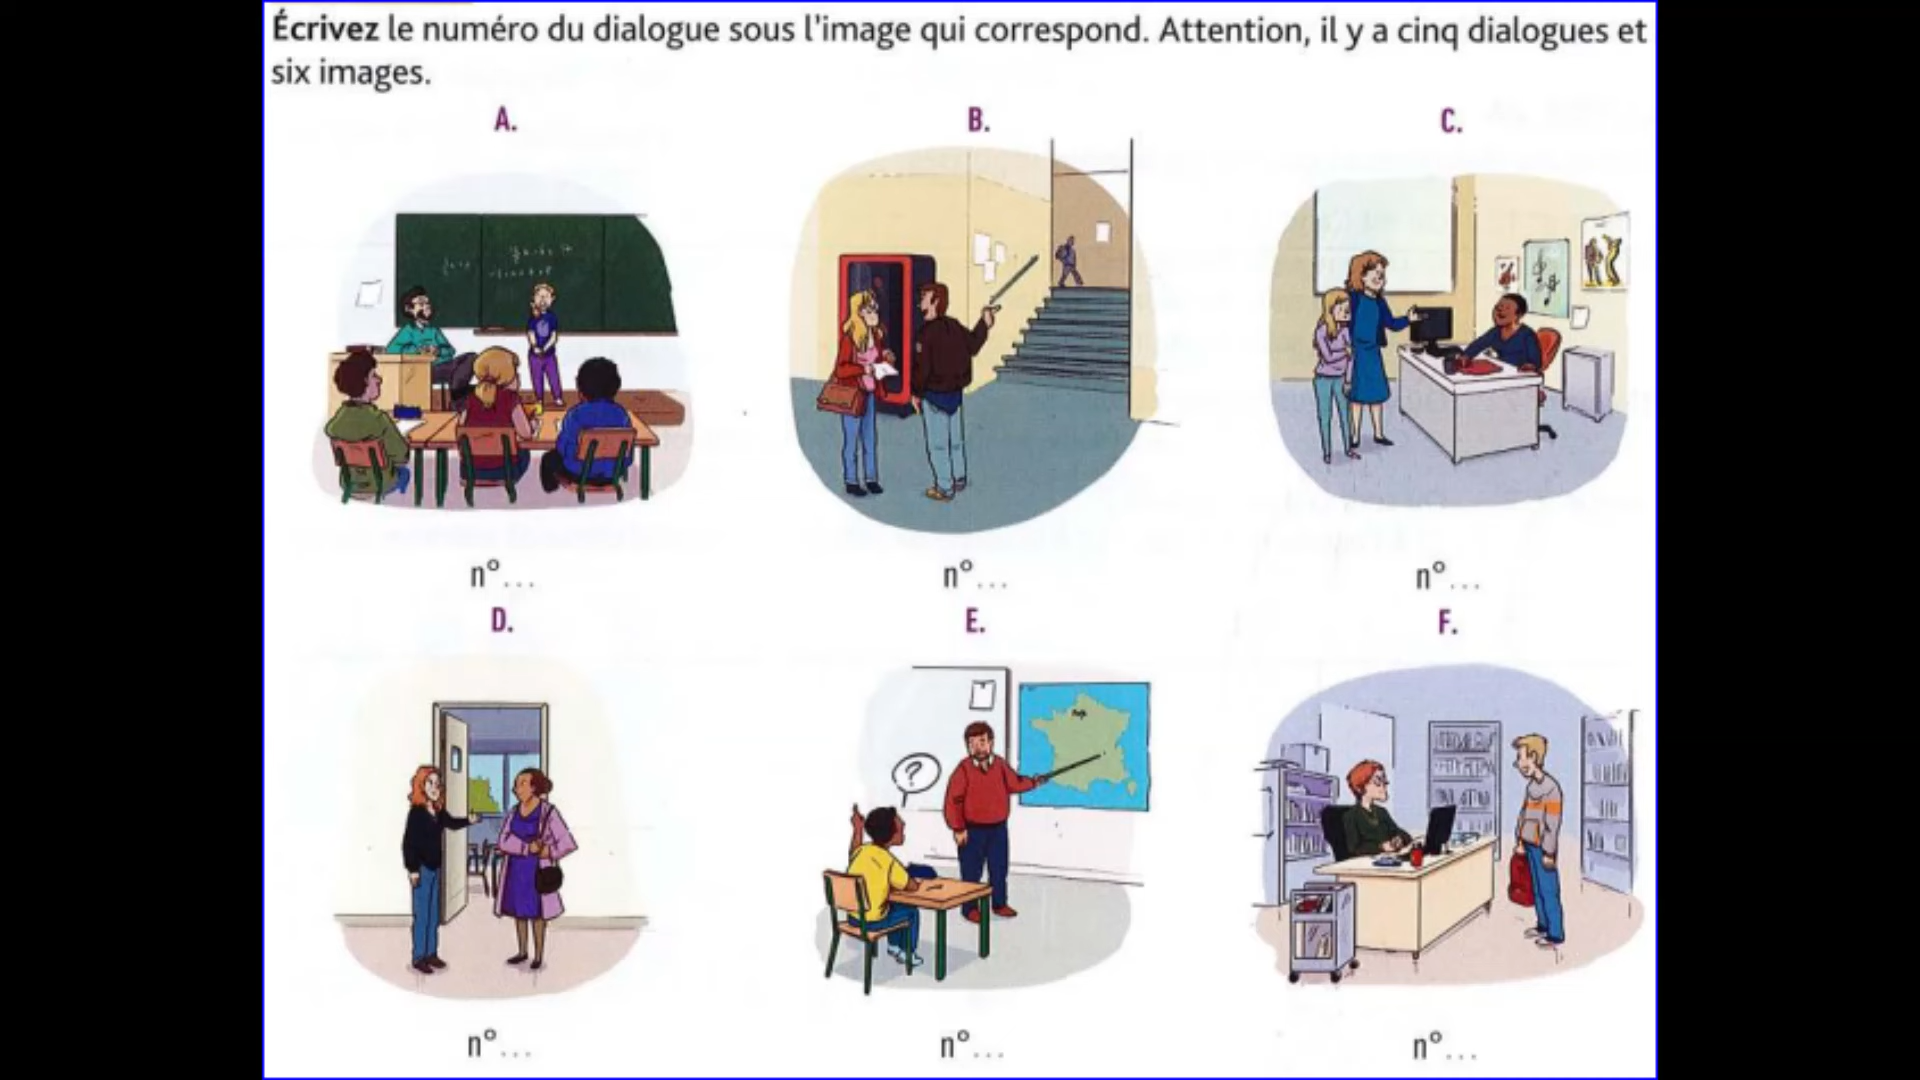 Écrivez le numéro du dialogue sous l'image qui correspond. Attention, il y a cinq dialogues et
six images.
A.
B.
C.
n°...
n°...
n°...
D.
E.
F.
?
n°...
n°...
n°...